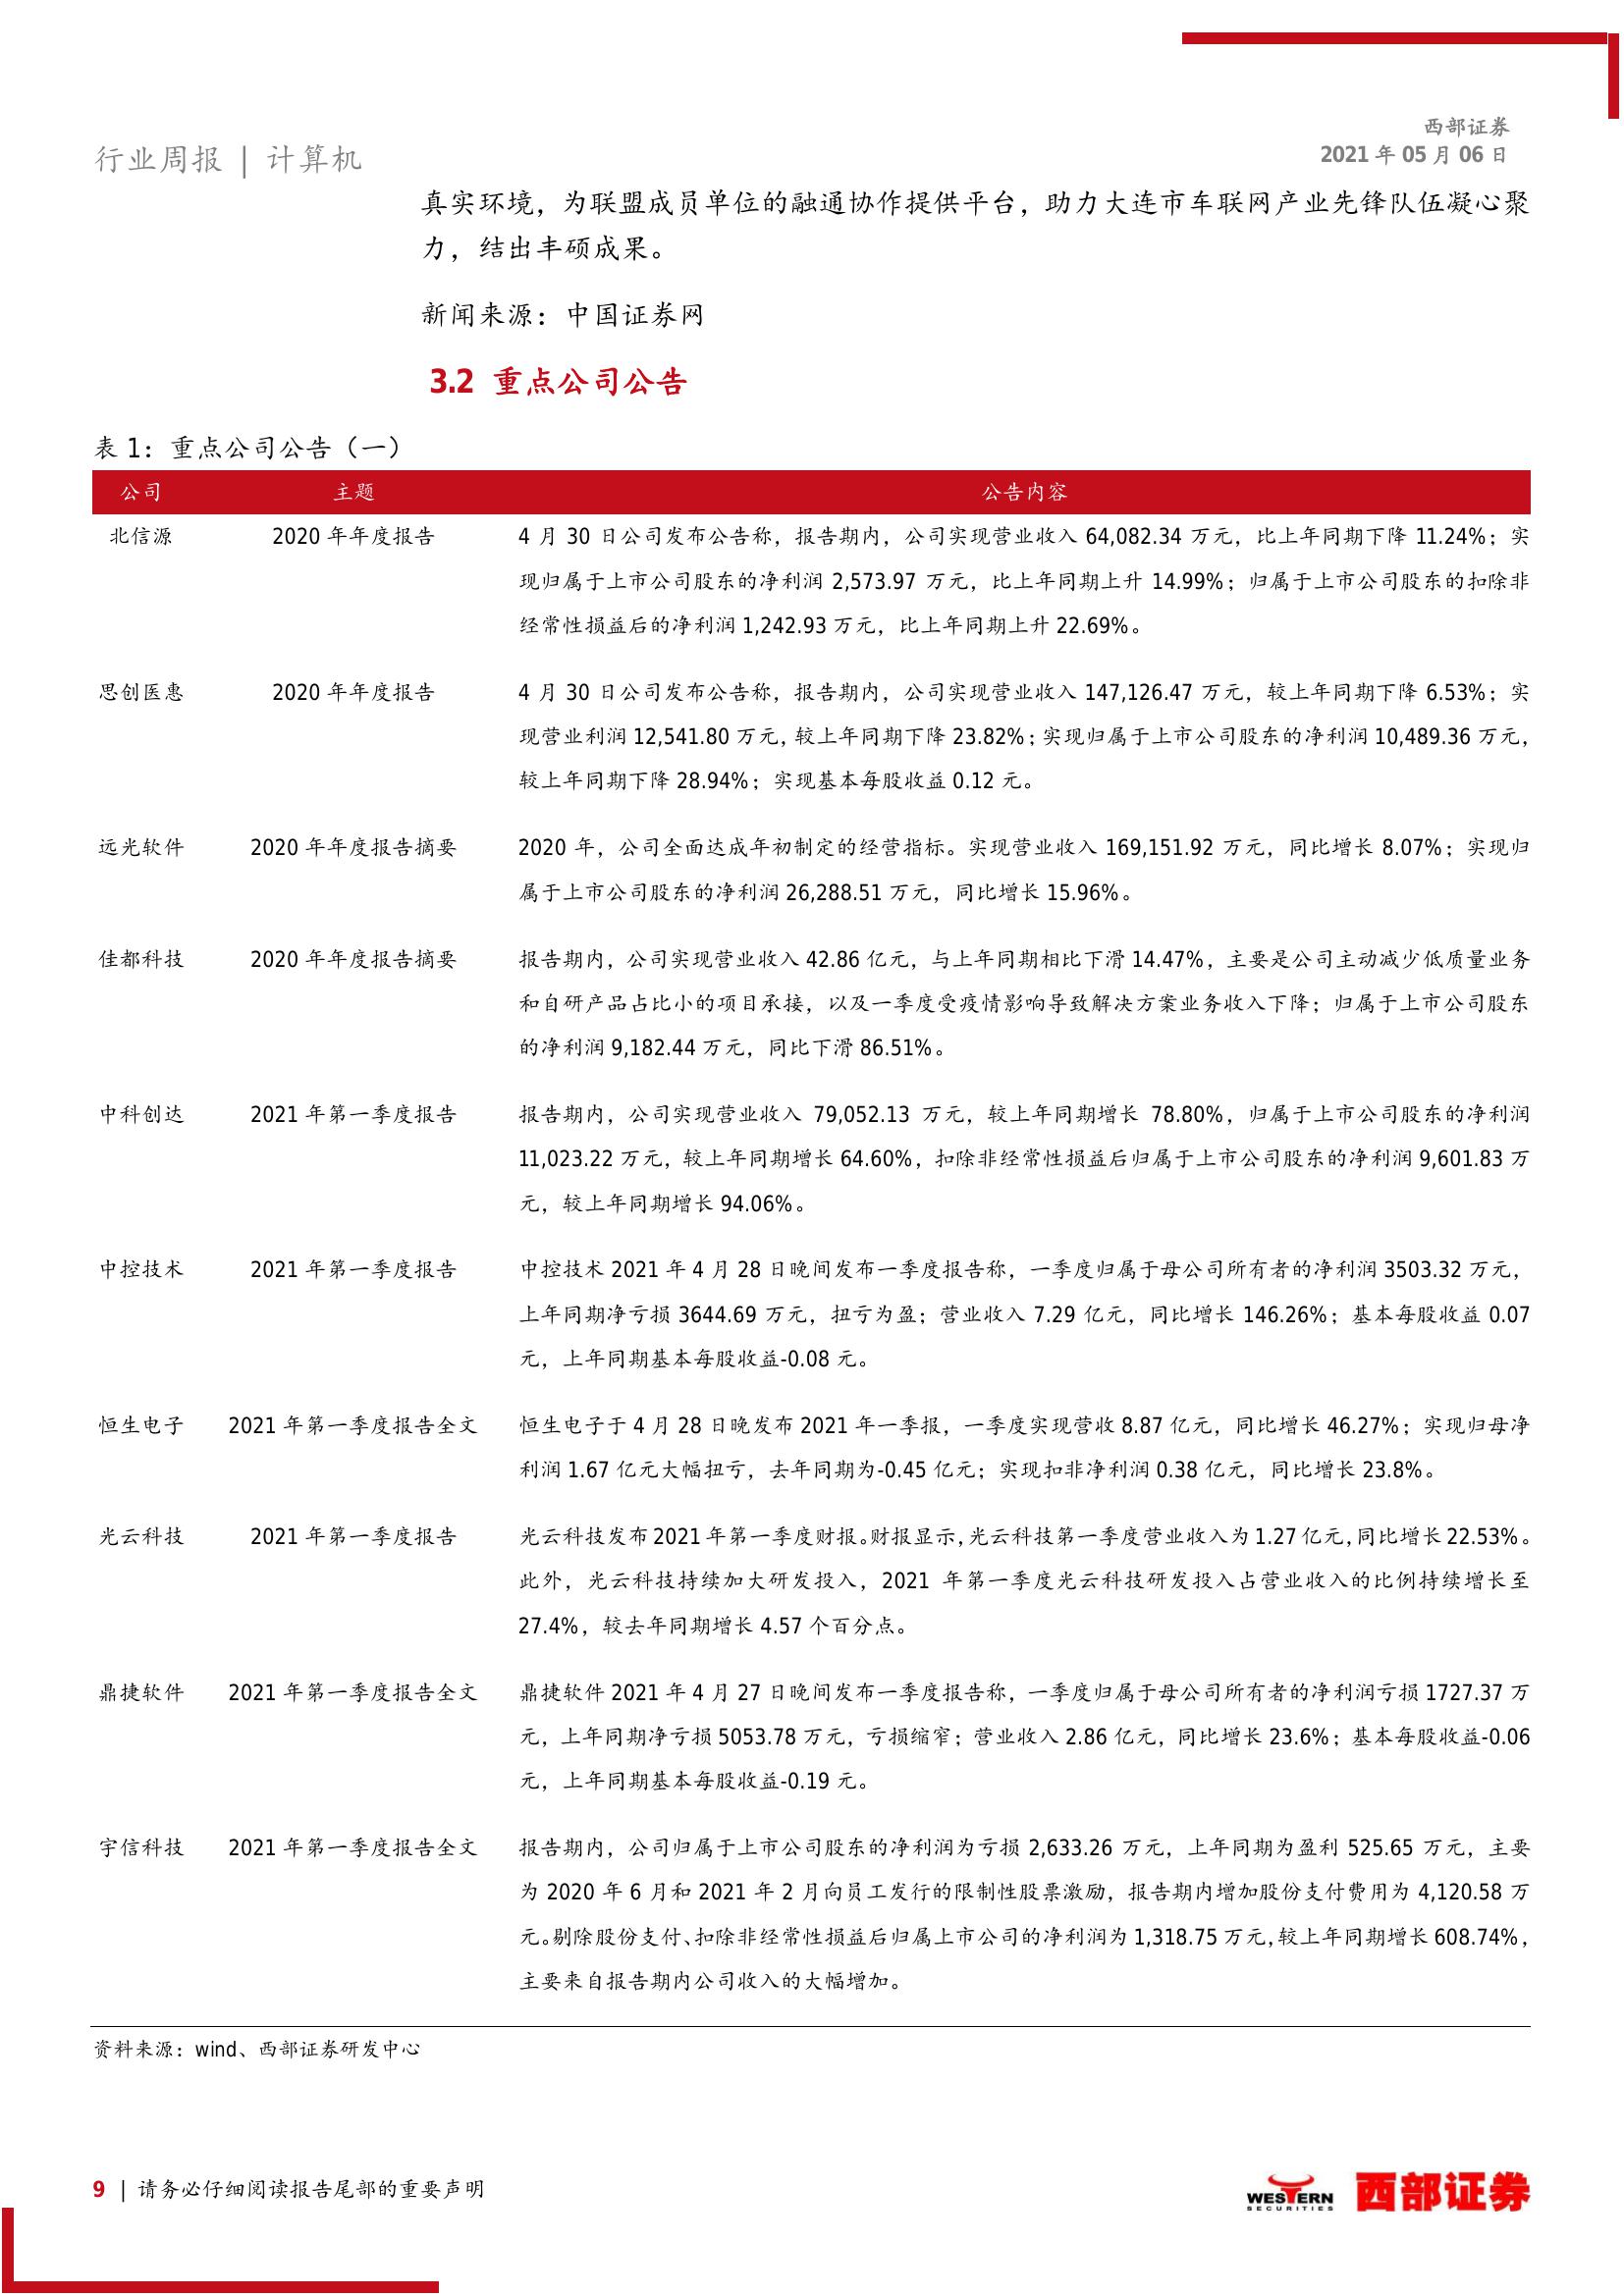 西部证券
2021 年 05 月 06 日
行业周报 | 计算机
真实环境，为联盟成员单位的融通协作提供平台，助力大连市车联网产业先锋队伍凝心聚
力，结出丰硕成果。
新闻来源：中国证券网
3.2 重点公司公告
表 1：重点公司公告（一）
公司 主题 公告内容
北信源 2020 年年度报告 4 月 30 日公司发布公告称，报告期内，公司实现营业收入 64,082.34 万元，比上年同期下降 11.24%；实
现归属于上市公司股东的净利润 2,573.97 万元，比上年同期上升 14.99%；归属于上市公司股东的扣除非
经常性损益后的净利润 1,242.93 万元，比上年同期上升 22.69%。
思创医惠 2020 年年度报告 4 月 30 日公司发布公告称，报告期内，公司实现营业收入 147,126.47 万元，较上年同期下降 6.53%；实
现营业利润 12,541.80 万元，较上年同期下降 23.82%；实现归属于上市公司股东的净利润 10,489.36 万元，
较上年同期下降 28.94%；实现基本每股收益 0.12 元。
远光软件 2020 年年度报告摘要 2020 年，公司全面达成年初制定的经营指标。实现营业收入 169,151.92 万元，同比增长 8.07%；实现归
属于上市公司股东的净利润 26,288.51 万元，同比增长 15.96%。
佳都科技 2020 年年度报告摘要 报告期内，公司实现营业收入 42.86 亿元，与上年同期相比下滑 14.47%，主要是公司主动减少低质量业务
和自研产品占比小的项目承接，以及一季度受疫情影响导致解决方案业务收入下降；归属于上市公司股东
的净利润 9,182.44 万元，同比下滑 86.51%。
中科创达 2021 年第一季度报告 报告期内，公司实现营业收入 79,052.13 万元，较上年同期增长 78.80%，归属于上市公司股东的净利润
11,023.22 万元，较上年同期增长 64.60%，扣除非经常性损益后归属于上市公司股东的净利润 9,601.83 万
元，较上年同期增长 94.06%。
中控技术 2021 年第一季度报告 中控技术 2021 年 4 月 28 日晚间发布一季度报告称，一季度归属于母公司所有者的净利润 3503.32 万元，
上年同期净亏损 3644.69 万元，扭亏为盈；营业收入 7.29 亿元，同比增长 146.26%；基本每股收益 0.07
元，上年同期基本每股收益-0.08 元。
恒生电子 2021 年第一季度报告全文 恒生电子于 4 月 28 日晚发布 2021 年一季报，一季度实现营收 8.87 亿元，同比增长 46.27%；实现归母净
利润 1.67 亿元大幅扭亏，去年同期为-0.45 亿元；实现扣非净利润 0.38 亿元，同比增长 23.8%。
光云科技 2021 年第一季度报告 光云科技发布 2021 年第一季度财报。财报显示，光云科技第一季度营业收入为 1.27 亿元，同比增长 22.53%。
此外，光云科技持续加大研发投入，2021 年第一季度光云科技研发投入占营业收入的比例持续增长至
27.4%，较去年同期增长 4.57 个百分点。
鼎捷软件 2021 年第一季度报告全文 鼎捷软件 2021 年 4 月 27 日晚间发布一季度报告称，一季度归属于母公司所有者的净利润亏损 1727.37 万
元，上年同期净亏损 5053.78 万元，亏损缩窄；营业收入 2.86 亿元，同比增长 23.6%；基本每股收益-0.06
元，上年同期基本每股收益-0.19 元。
宇信科技 2021 年第一季度报告全文 报告期内，公司归属于上市公司股东的净利润为亏损 2,633.26 万元，上年同期为盈利 525.65 万元，主要
为 2020 年 6 月和 2021 年 2 月向员工发行的限制性股票激励，报告期内增加股份支付费用为 4,120.58 万
元。剔除股份支付、扣除非经常性损益后归属上市公司的净利润为 1,318.75 万元，较上年同期增长 608.74%，
主要来自报告期内公司收入的大幅增加。
资料来源：wind、西部证券研发中心
9 | 请务必仔细阅读报告尾部的重要声明
WESTERN
SECURITIES
西部证券